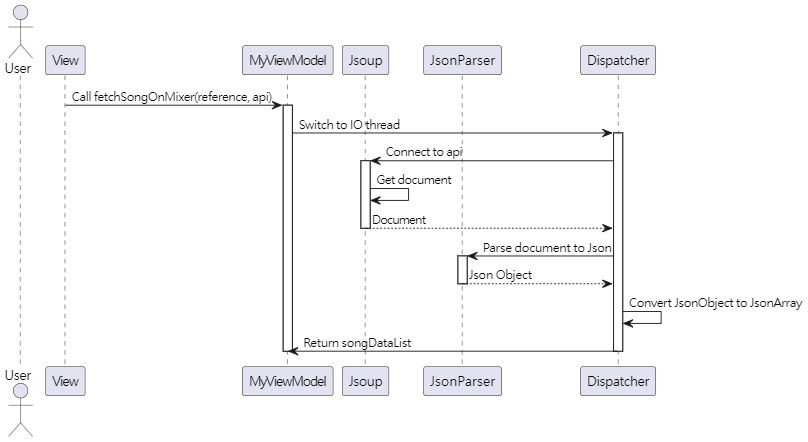 User
View
MyViewModel
Jsoup
JsonParser
Dispatcher
Call fetchSongOnMixer(reference, api)
Switch to IO thread
Connect to api
Get document
Document
Parse document to Json
Json Object
Convert JsonObject to JsonArray
Return songDataList
User
View
MyViewModel
Jsoup
JsonParser
Dispatcher